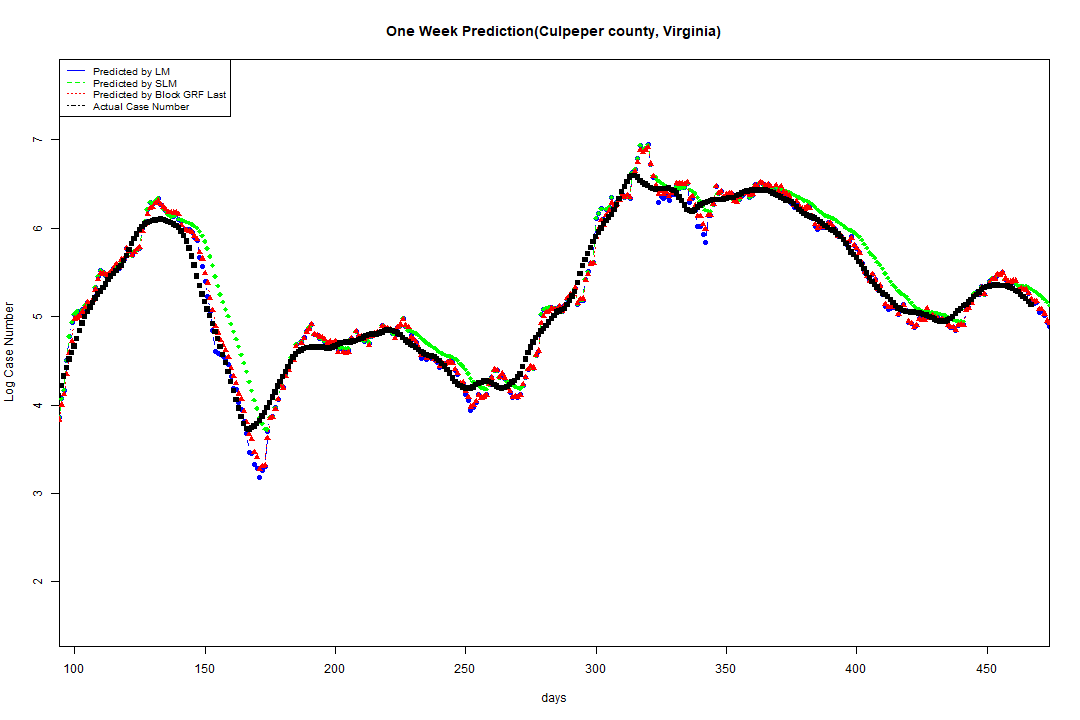 One Week Prediction(Culpeper county, Virginia)
Predicted by LM
Predicted by SLM
Predicted by Block GRF Last
Actual Case Number
7
6
5
4
3
2
Log Case Number
100 150 200 250 300 350 400 450
days